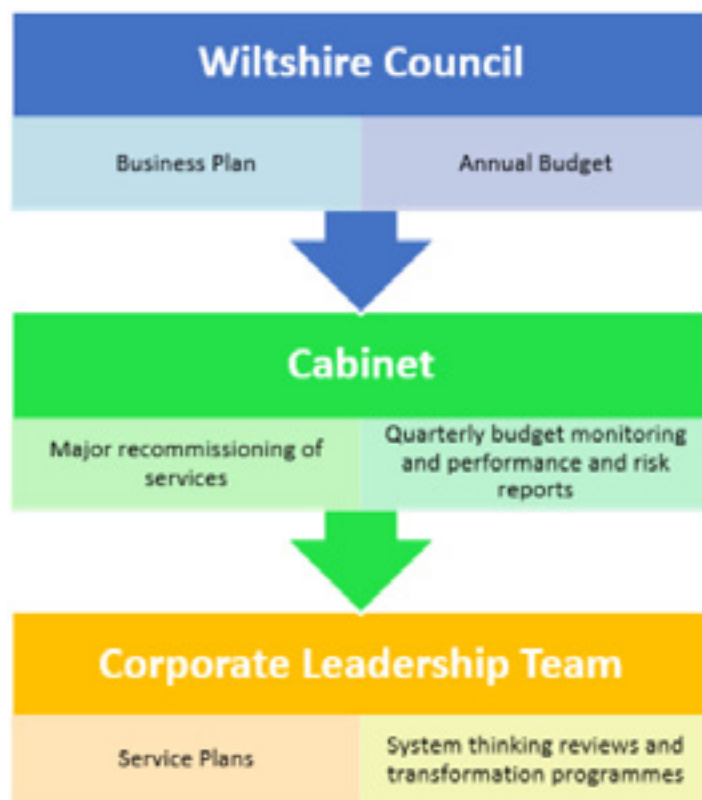 Wiltshire Council
Business Plan
Annual Budget
Cabinet
Major recommissioning of
services
Quarterly budget monitoring
and performance and risk
reports
Corporate Leadership Team
Service Plans
System thinking reviews and
transformation programmes